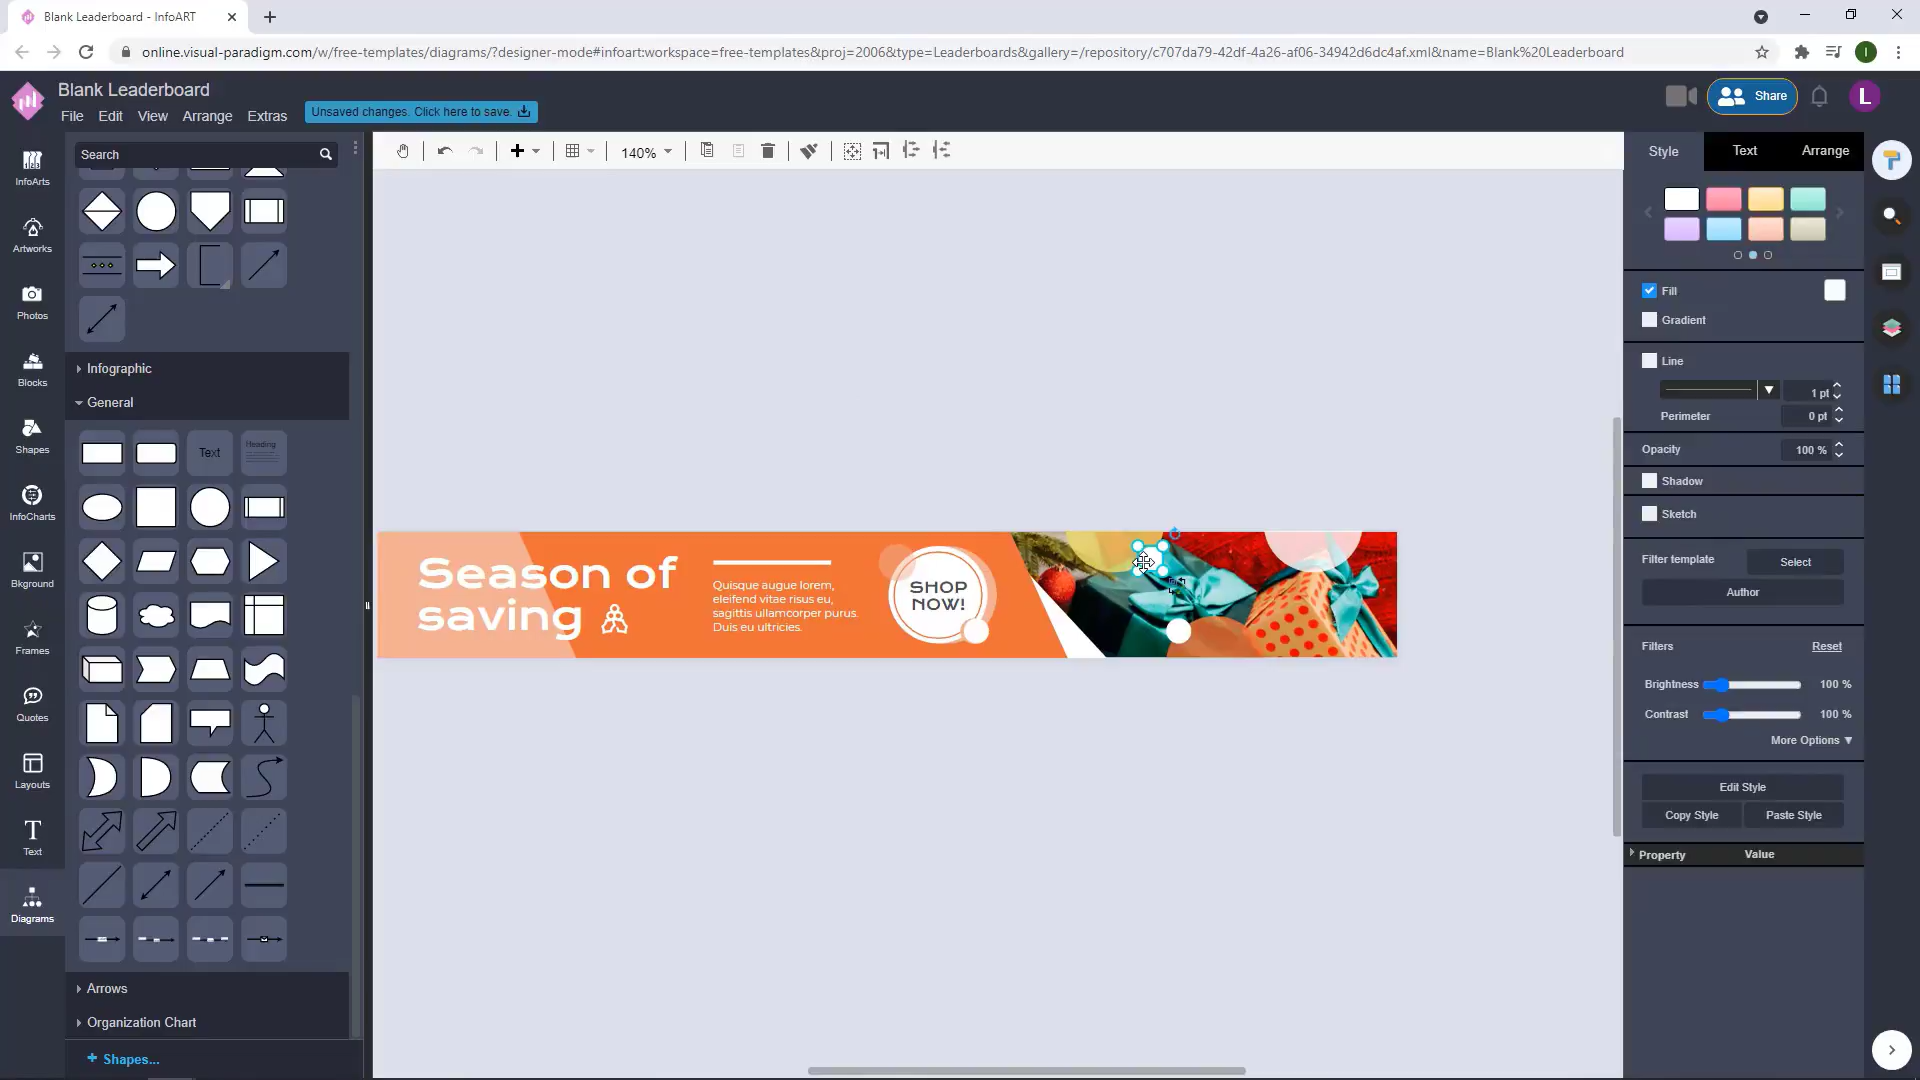 Blank Leaderboard - InfoART
online.visual-paradigm.com/w/free-templates/diagrams/?designer-mode#infoart:workspace=free-templates&proj=2006&type=Leaderboards&gallery=/repository/c707da79-42df-4a26-af06-34942d6dc4af.xml&name=Blank%20Leaderboard
I
Blank Leaderboard
File Edit View Arrange Extras
Unsaved changes. Click here to save.
Share
L
Search
140%
Style Text Arrange
InfoArts
Artworks
Photos
Blocks
Shapes
InfoCharts
Bkground
Frames
Quotes
Layouts
Text
Diagrams
Infographic
General
Text
Heading
Arrows
Organization Chart
+ Shapes...
Season of
saving
Quisque augue lorem,
eleifend vitae risus eu,
sagittis ullamcorper purus.
Duis eu ultricies.
SHOP
NOW!
Fill
Gradient
Line
1 pt
Perimeter 0 pt
Opacity 100 %
Shadow
Sketch
Filter template Select
Author
Filters Reset
Brightness 100 %
Contrast 100 %
More Options
Edit Style
Copy Style Paste Style
Property Value